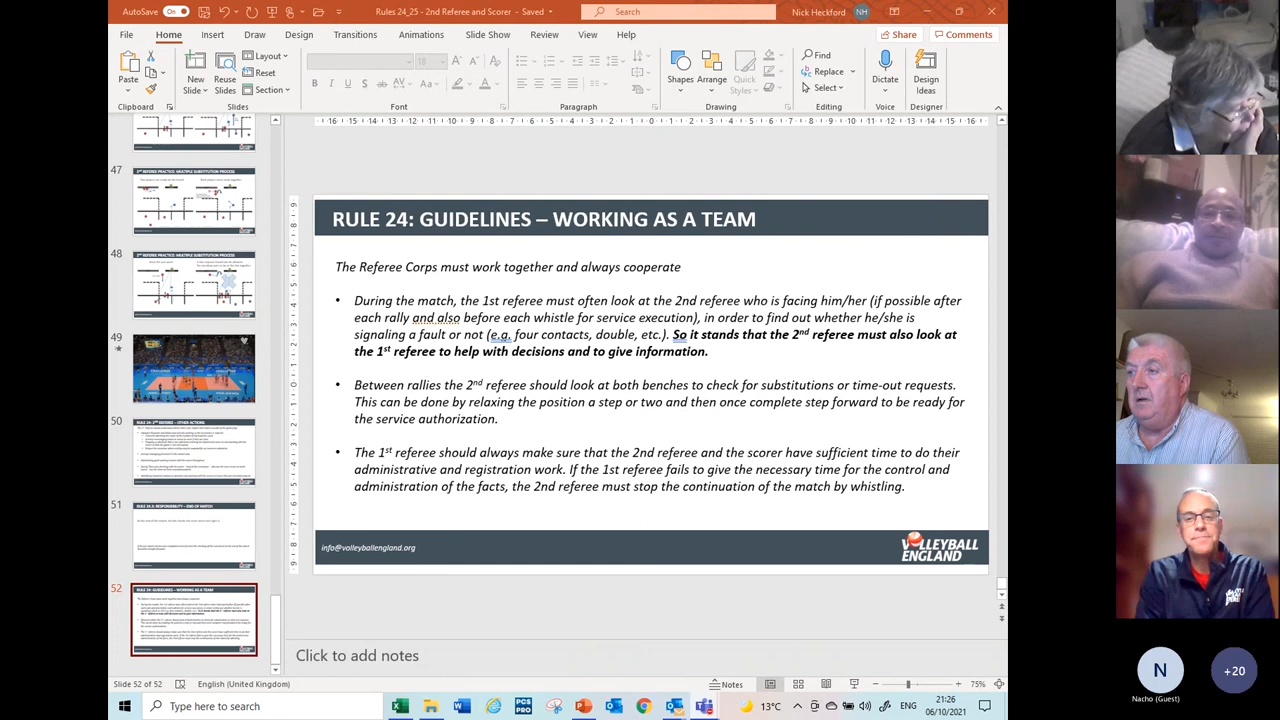 AutoSave On Rules 24_25 - 2nd Referee and Scorer - Saved Search Nick Heckford NH
File Home Insert Draw Design Transitions Animations Slide Show Review View Help Share Comments
Paste New Slide Reuse Slides Layout Reset Section 18 Shapes Arrange Quick Styles Find Replace Select Dictate Design Ideas
Clipboard Slides Font Paragraph Drawing Editing Voice Designer
47
48
49
50
51
52
RULE 24: GUIDELINES – WORKING AS A TEAM
The Referee Corps must work together and always cooperate
• During the match, the 1st referee must often look at the 2nd referee who is facing him/her (if possible after
each rally and also before each whistle for service execution), in order to find out whether he/she is
signaling a fault or not (e.g. four contacts, double, etc.). So it stands that the 2nd referee must also look at
the 1st referee to help with decisions and to give information.
• Between rallies the 2nd referee should look at both benches to check for substitutions or time-out requests.
This can be done by relaxing the position a step or two and then once complete step forward to be ready for
the service authorization.
• The 1st referee should always make sure that the 2nd referee and the scorer have sufficient time to do their
administrative and registration work. If the 1st referee fails to give the necessary time for the control and
administration of the facts, the 2nd referee must stop the continuation of the match by whistling.
info@volleyballengland.org
VOLLEYBALL
ENGLAND
Click to add notes
Slide 52 of 52 English (United Kingdom) Notes 75%
Type here to search 13°C ENG 21:26
06/10/2021
N +20
Nacho (Guest)